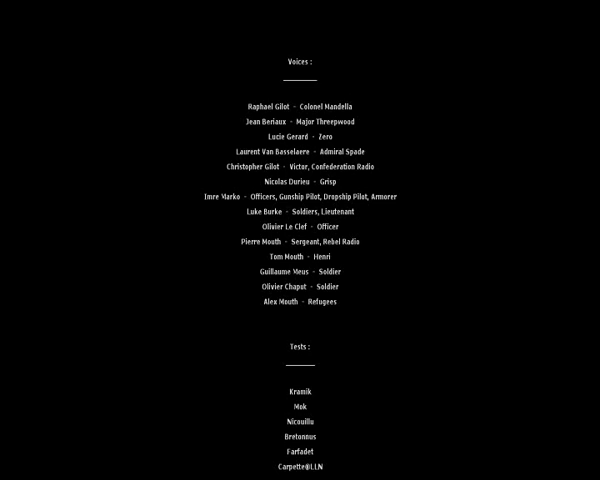 Voices :
Raphael Gilot - Colonel Mandella
Jean Beriaux - Major Threepwood
Lucie Gerard - Zero
Laurent Van Basselaere - Admiral Spade
Christopher Gilot - Victor, Confederation Radio
Nicolas Durieu - Grisp
Imre Marko - Officers, Gunship Pilot, Dropship Pilot, Armorer
Luke Burke - Soldiers, Lieutenant
Olivier Le Clef - Officer
Pierre Mouth - Sergeant, Rebel Radio
Tom Mouth - Henri
Guillaume Meus - Soldier
Olivier Chaput - Soldier
Alex Mouth - Refugees
Tests :
Kramik
Mok
Nicouillu
Bretonnus
Farfadet
Carpette@LLN